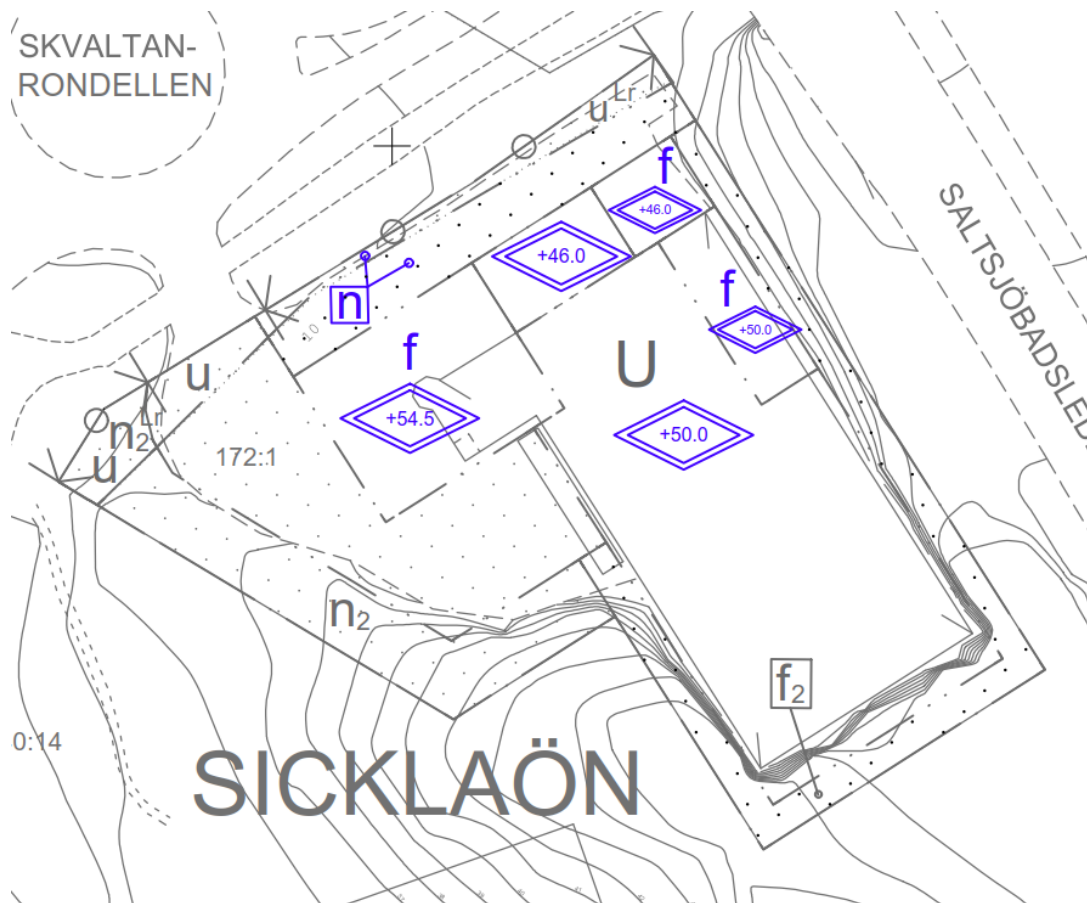 SKVALTAN-
RONDELLEN
u Lr
f
+46.0
+46.0
SALTSJÖBADSLED
n
f
+50.0
10
f
U
u
+54.5
+50.0
n2 Lr
u
172:1
n2
f2
0:14
SICKLAÖN